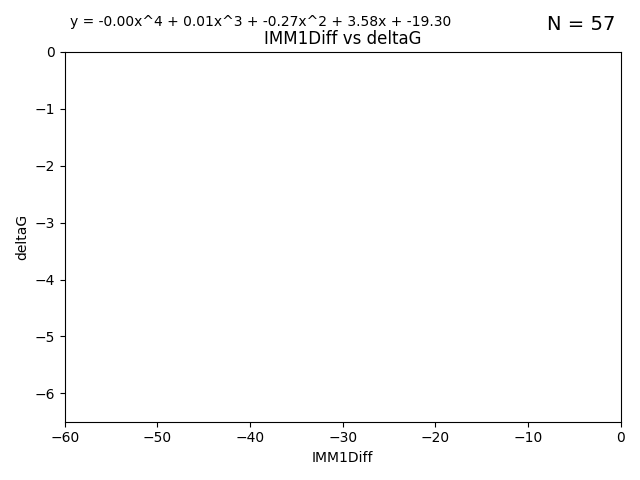 y = -0.00x^4 + 0.01x^3 + -0.27x^2 + 3.58x + -19.30
N = 57
IMM1Diff vs deltaG
0
−1
−2
−3
−4
−5
−6
deltaG
−60 −50 −40 −30 −20 −10 0
IMM1Diff